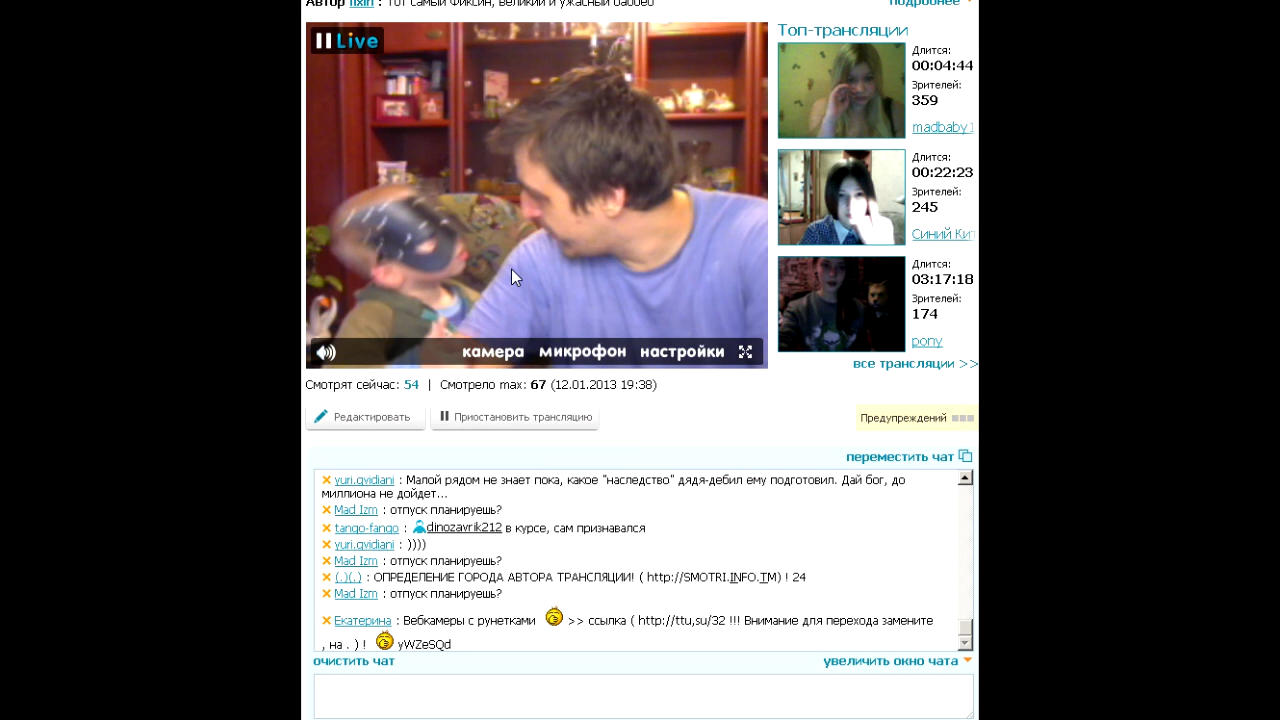 Автор fixin : Тот самый Фиксин, великий и ужасный
подробнее
Live
камера микрофон настройки
Топ-трансляции
Длится:
00:04:44
Зрителей:
359
madbaby1
Длится:
00:22:23
Зрителей:
245
Синий Ки
Длится:
03:17:18
Зрителей:
174
pony
все трансляции >>
Смотрят сейчас: 54 | Смотрело max: 67 (12.01.2013 19:38)
Редактировать
Приостановить трансляцию
Предупреждений
переместить чат
yuri.gvidiani : Малой рядом не знает пока, какое "наследство" дядя-дебил ему подготовил. Дай бог, до
миллиона не дойдет...
Mad Izm : отпуск планируешь?
tango-fango : dinozavrik212 в курсе, сам признавался
yuri.gvidiani : ))))
Mad Izm : отпуск планируешь?
(.)(.) : ОПРЕДЕЛЕНИЕ ГОРОДА АВТОРА ТРАНСЛЯЦИИ! ( http://SMOTRI.INFO.TM) ! 24
Mad Izm : отпуск планируешь?
Екатерина : Вебкамеры с рунетками >> ссылка ( http://ttu,su/32 !!! Внимание для перехода замените
, на . ) ! yWZeSQd
очистить чат
увеличить окно чата